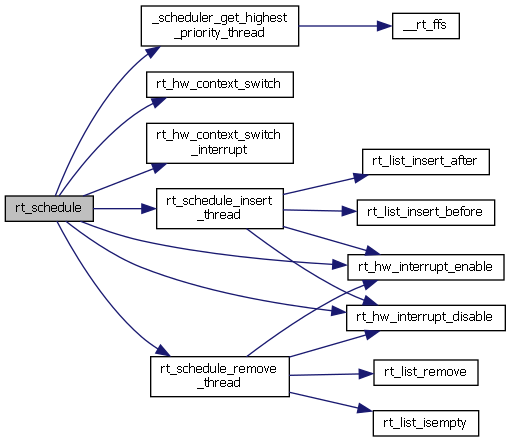 _scheduler_get_highest
_priority_thread
__rt_ffs
rt_hw_context_switch
rt_hw_context_switch
_interrupt
rt_list_insert_after
rt_schedule
rt_schedule_insert
_thread
rt_list_insert_before
rt_hw_interrupt_enable
rt_hw_interrupt_disable
rt_schedule_remove
_thread
rt_list_remove
rt_list_isempty